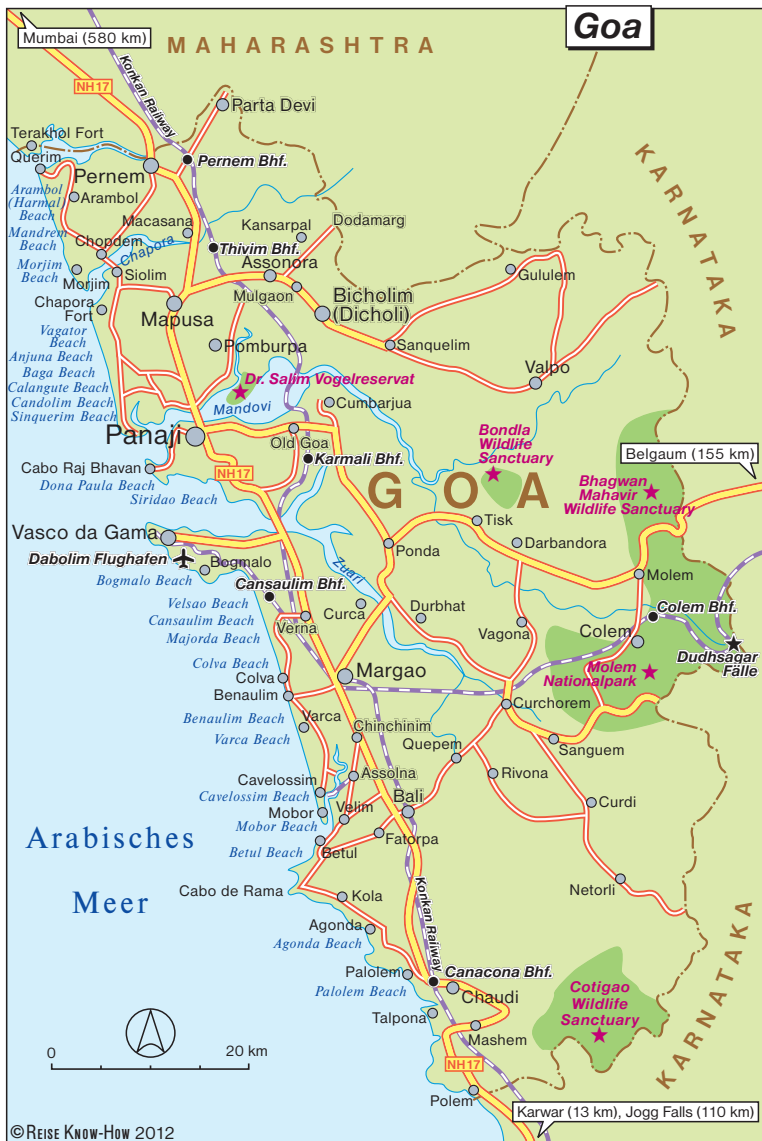 Goa
Mumbai (580 km)
MAHARASHTRA
NH17
Konkan Railway
Parta Devi
Terakhol Fort
Querim
Pernem
Pernem Bhf.
Arambol
(Harmal)
Beach
Arambol
KARNATAKA
Mandrem
Beach
Macasana
Kansarpal
Dodamarg
Chopdem
Chapora
Thivim Bhf.
Morjim
Beach
Morjim
Siolim
Assonora
Gululem
Chapora
Fort
Mulgaon
Mapusa
Bicholim
(Dicholi)
Vagator
Beach
Pomburpa
Sanquelim
Anjuna Beach
Baga Beach
Valpo
Calangute Beach
Dr. Salim Vogelreservat
Candolim Beach
Mandovi
Cumbarjua
Sinquerim Beach
Panaji
Old Goa
Bondla
Wildlife
Sanctuary
Belgaum (155 km)
Cabo Raj Bhavan
NH17
Karmali Bhf.
Dona Paula Beach
Siridao Beach
GOA
Bhagwan
Mahavir
Wildlife Sanctuary
Vasco da Gama
Tisk
Ponda
Darbandora
Dabolim Flughafen
Bogmalo
Zuari
Bogmalo Beach
Cansaulim Bhf.
Molem
Velsao Beach
Curca
Durbhat
Colem Bhf.
Cansaulim Beach
Verna
Vagona
Colem
Majorda Beach
Dudhsagar
Fälle
Colva Beach
Colva
Margao
Molem
Nationalpark
Benaulim
Curchorem
Benaulim Beach
Varca
Varca Beach
Chinchinim
Quepem
Sanguem
Assolna
Rivona
Cavelossim
Cavelossim Beach
Bali
Curdi
Mobor
Mobor Beach
Velim
Arabisches
Meer
Betul Beach
Betul
Fatorpa
Cabo de Rama
Kola
Netorli
Konkan Railway
Agonda
Agonda Beach
KARNATAKA
Palolem
Canacona Bhf.
Palolem Beach
Chaudi
Cotigao
Wildlife
Sanctuary
Talpona
Mashem
0 20 km
NH17
Polem
Karwar (13 km), Jogg Falls (110 km)
© REISE KNOW-HOW 2012